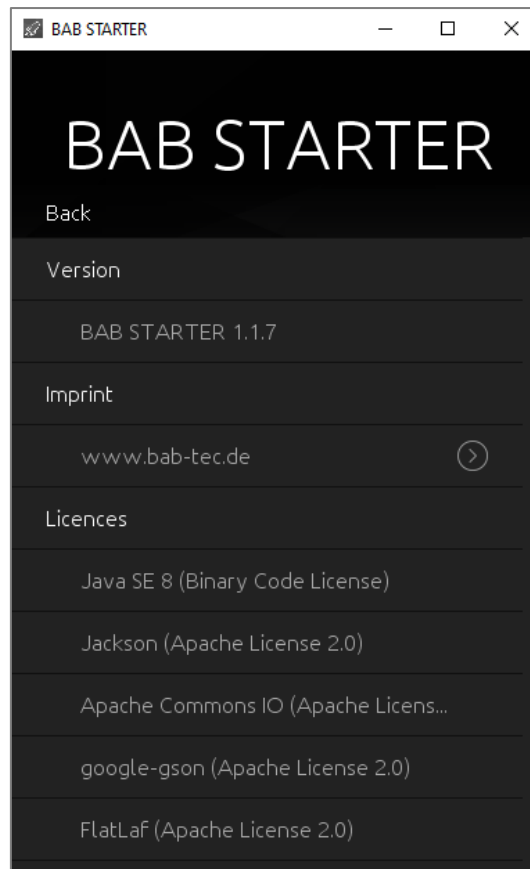 BAB STARTER
BAB STARTER
Back
Version
BAB STARTER 1.1.7
Imprint
www.bab-tec.de
Licences
Java SE 8 (Binary Code License)
Jackson (Apache License 2.0)
Apache Commons IO (Apache Licens...
google-gson (Apache License 2.0)
FlatLaf (Apache License 2.0)